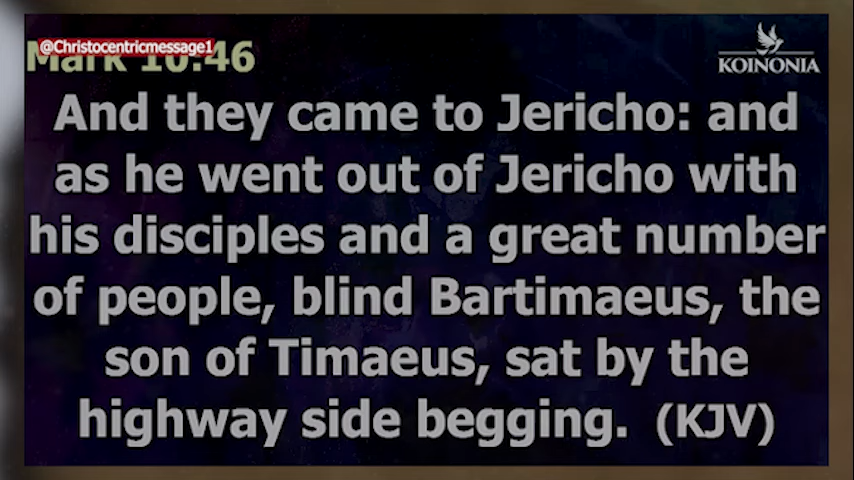 @Christocentricmessage1
Mark 10:46
KOINONIA
And they came to Jericho: and
as he went out of Jericho with
his disciples and a great number
of people, blind Bartimaeus, the
son of Timaeus, sat by the
highway side begging. (KJV)